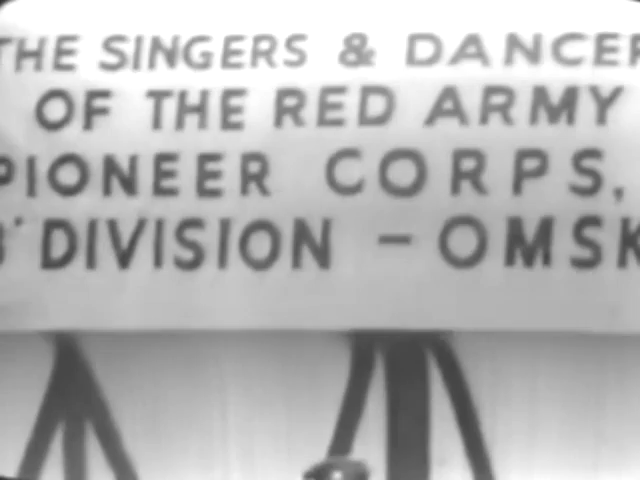 THE SINGERS & DANCER
OF THE RED ARMY
PIONEER CORPS,
B' DIVISION - OMSK